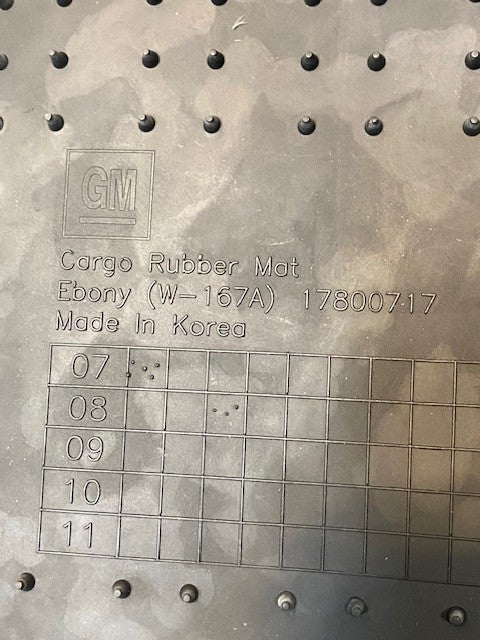 GM
Cargo Rubber Mat
Ebony (W-167A) 17800717
Made In Korea
07
08
09
10
11